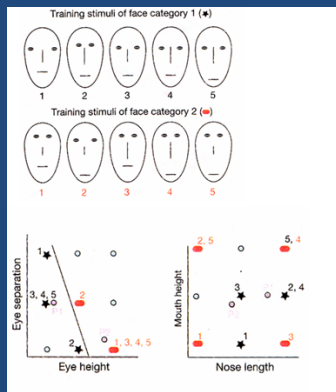 Training stimuli of face category 1 (★)
1 2 3 4 5
Training stimuli of face category 2 ( )
1 2 3 4 5
Eye separation
1
3, 4, 5
P1
2
2
1, 3, 4, 5
Eye height
Mouth height
2, 5
5, 4
3
2, 4
1
1
3
Nose length